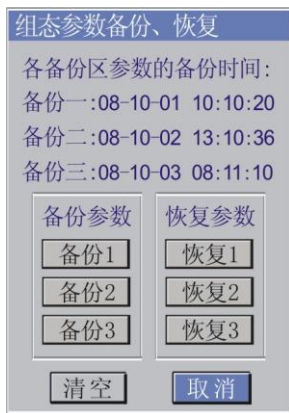 组态参数备份、恢复
各备份区参数的备份时间:
备份一:08-10-01 10:10:20
备份二:08-10-02 13:10:36
备份三:08-10-03 08:11:10
备份参数 恢复参数
备份1 恢复1
备份2 恢复2
备份3 恢复3
清空 取消